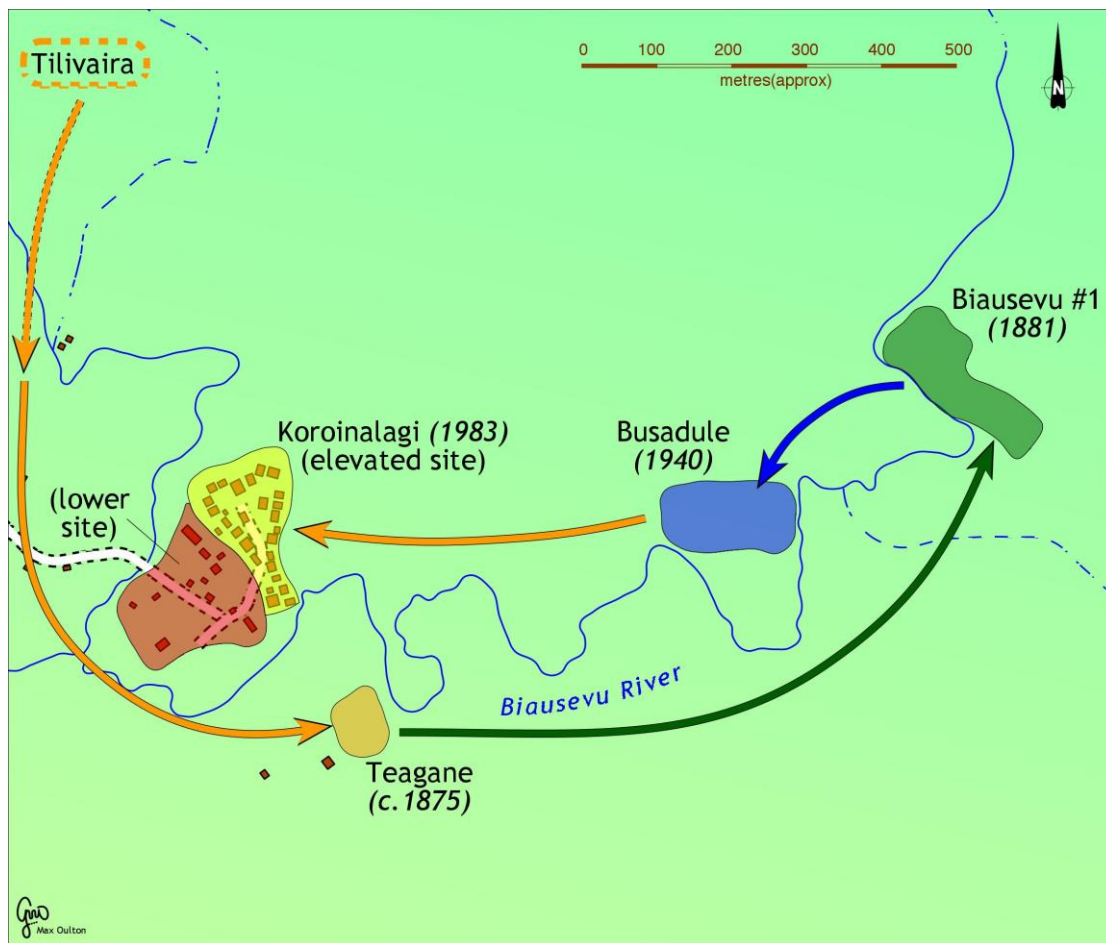 Tilivaira
0 100 200 300 400 500
metres(approx)
N
Biausevu #1
(1881)
Koroinalagi (1983)
(elevated site)
Busadule
(1940)
(lower
site)
Biausevu River
Teagane
(c.1875)
Max Oulton